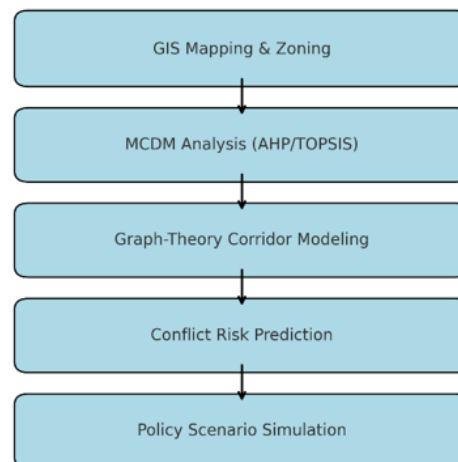 GIS Mapping & Zoning
MCDM Analysis (AHP/TOPSIS)
Graph-Theory Corridor Modeling
Conflict Risk Prediction
Policy Scenario Simulation